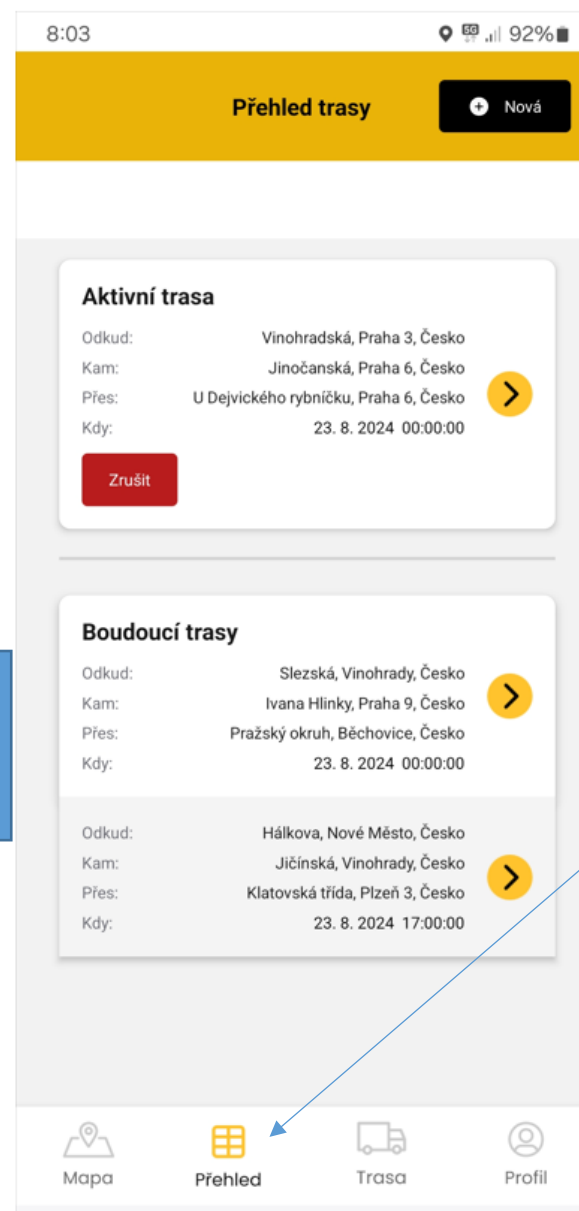 8:03 5G 92%
Přehled trasy Nová
Aktivní trasa
Odkud: Vinohradská, Praha 3, Česko
Kam: Jinočanská, Praha 6, Česko
Přes: U Dejvického rybníčku, Praha 6, Česko
Kdy: 23. 8. 2024 00:00:00
Zrušit
Boudoucí trasy
Odkud: Slezská, Vinohrady, Česko
Kam: Ivana Hlinky, Praha 9, Česko
Přes: Pražský okruh, Běchovice, Česko
Kdy: 23. 8. 2024 00:00:00
Odkud: Hálkova, Nové Město, Česko
Kam: Jičínská, Vinohrady, Česko
Přes: Klatovská třída, Plzeň 3, Česko
Kdy: 23. 8. 2024 17:00:00
Mapa Přehled Trasa Profil